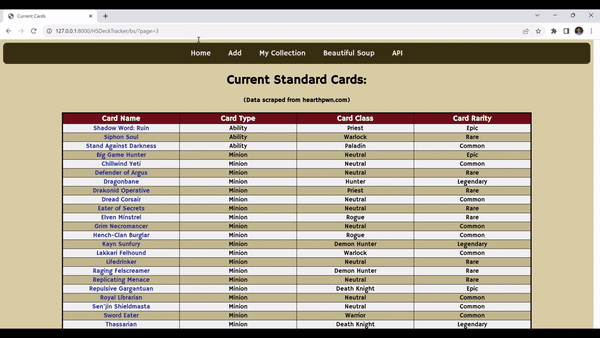 Current Cards
127.0.0.1:8000/HSDeckTracker/bs/?page=3
Home Add My Collection Beautiful Soup API
Current Standard Cards:
(Data scraped from hearthpwn.com)
Card Name Card Type Card Class Card Rarity
Shadow Word: Ruin Ability Priest Epic
Siphon Soul Ability Warlock Rare
Stand Against Darkness Ability Paladin Common
Big Game Hunter Minion Neutral Epic
Chillwind Yeti Minion Neutral Common
Defender of Argus Minion Neutral Rare
Dragonbane Minion Hunter Legendary
Drakonid Operative Minion Priest Rare
Dread Corsair Minion Neutral Common
Eater of Secrets Minion Neutral Rare
Elven Minstrel Minion Rogue Rare
Grim Necromancer Minion Neutral Common
Hench-Clan Burglar Minion Rogue Common
Kayn Sunfury Minion Demon Hunter Legendary
Lakkari Felhound Minion Warlock Common
Lifedrinker Minion Neutral Rare
Raging Felscreamer Minion Demon Hunter Rare
Replicating Menace Minion Neutral Rare
Repulsive Gargantuan Minion Death Knight Epic
Royal Librarian Minion Neutral Common
Sen'jin Shieldmasta Minion Neutral Common
Sword Eater Minion Warrior Common
Thassarian Minion Death Knight Legendary